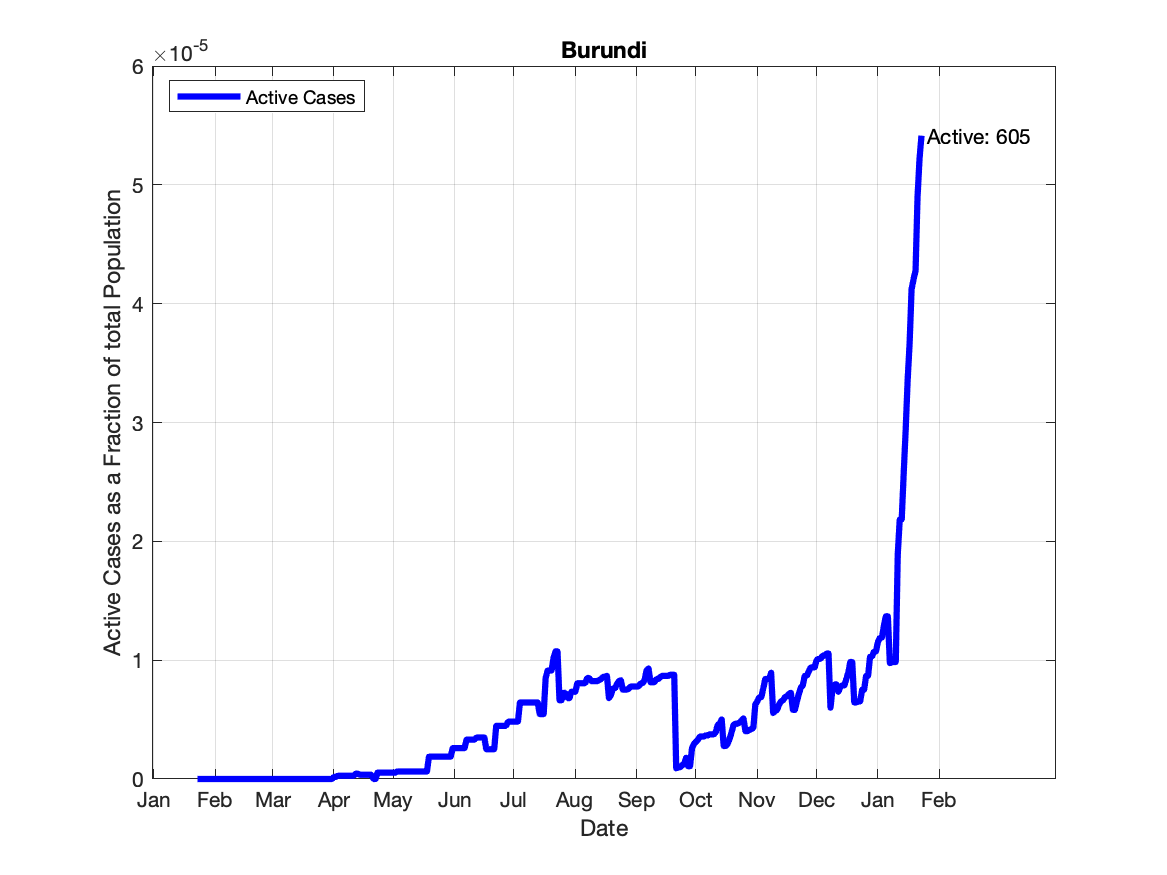 Burundi
×10-5
Active Cases
Active: 605
6
5
4
3
2
1
0
Active Cases as a Fraction of total Population
Jan Feb Mar Apr May Jun Jul Aug Sep Oct Nov Dec Jan Feb
Date